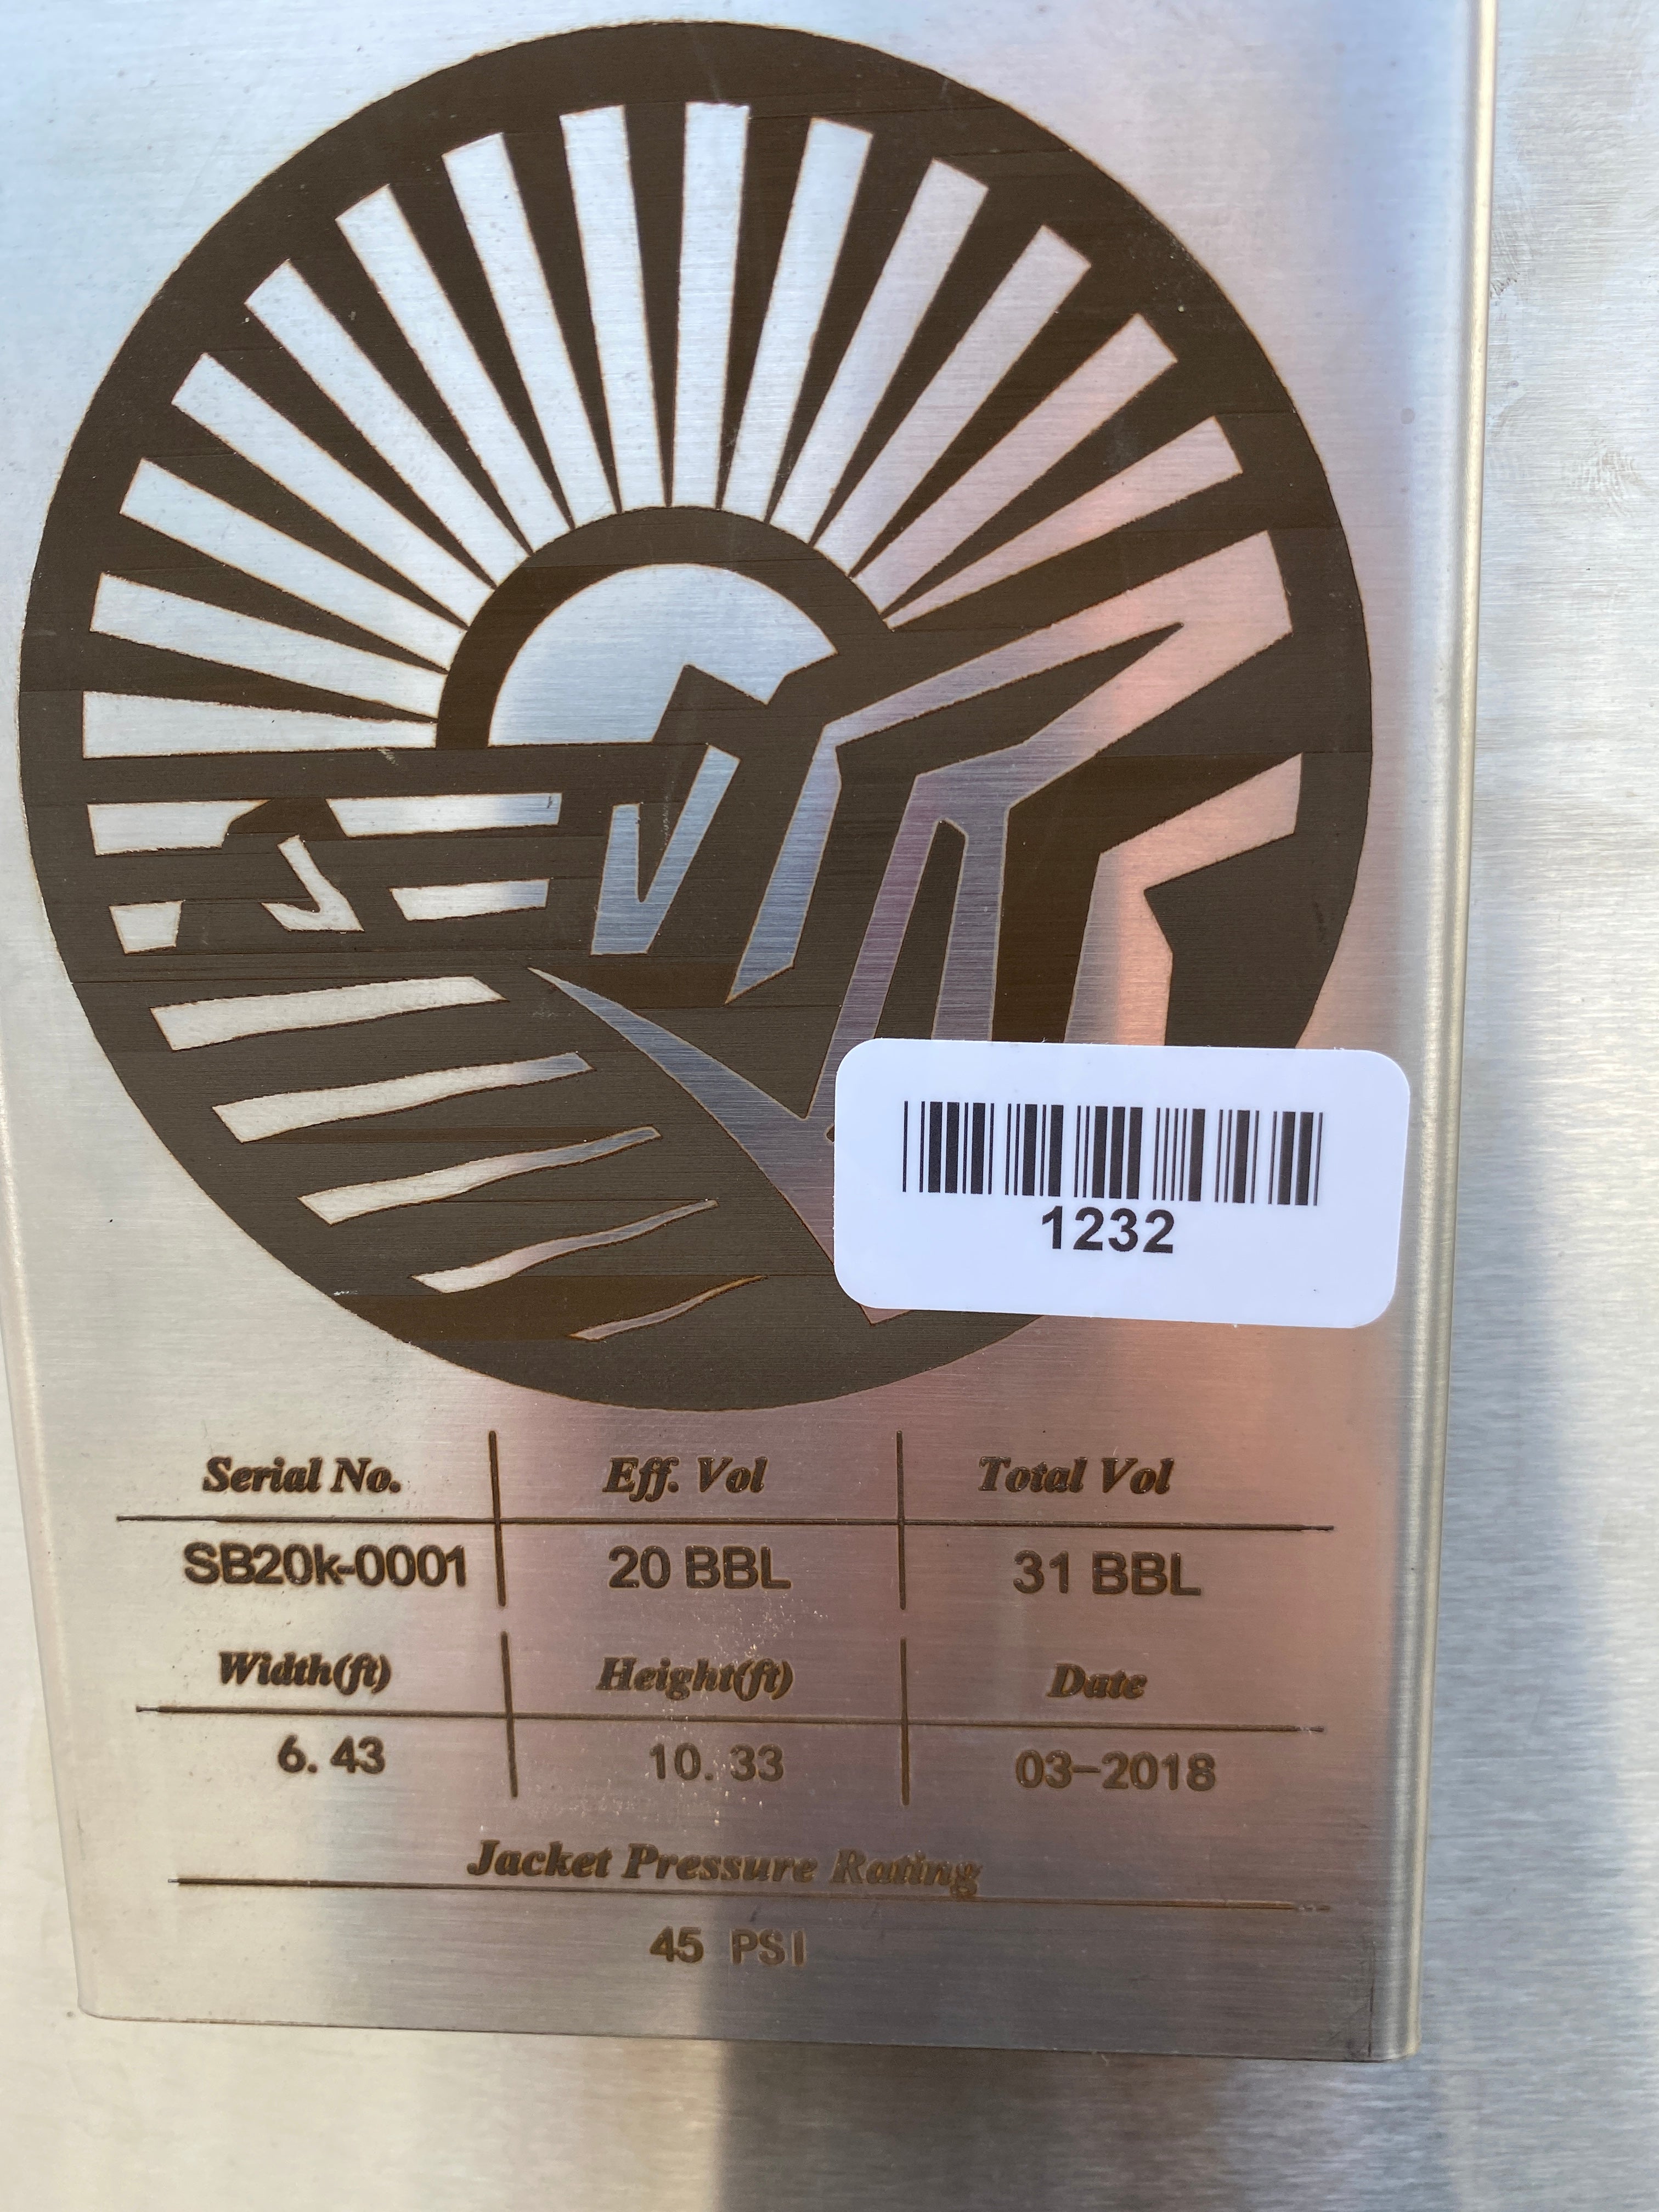 1232
Serial No. Eff. Vol Total Vol
SB20k-0001 20 BBL 31 BBL
Width(ft) Height(ft) Date
6.43 10.33 03-2018
Jacket Pressure Rating
45 PSI